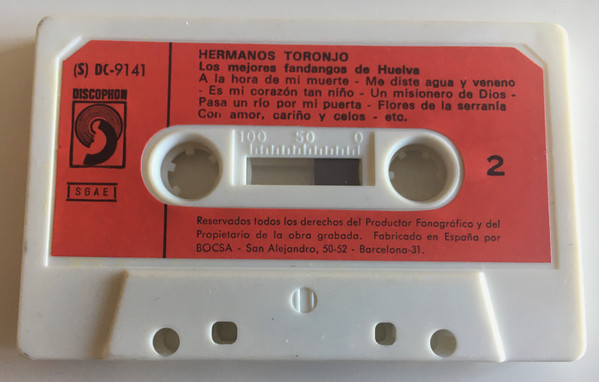 (S) DC-9141
DISCOPHON
SGAE
HERMANOS TORONJO
Los mejores fandangos de Huelva
A la hora de mi muerte - Me diste agua y veneno
- Es mi corazón tan niño - Un misionero de Dios -
Pasa un río por mi puerta - Flores de la serranía
Con amor, cariño y celos - etc.
100 50 0
2
Reservados todos los derechos del Productor Fonográfico y del
Propietario de la obra grabada. Fabricado en España por
BOCSA - San Alejandro, 50-52 - Barcelona-31.